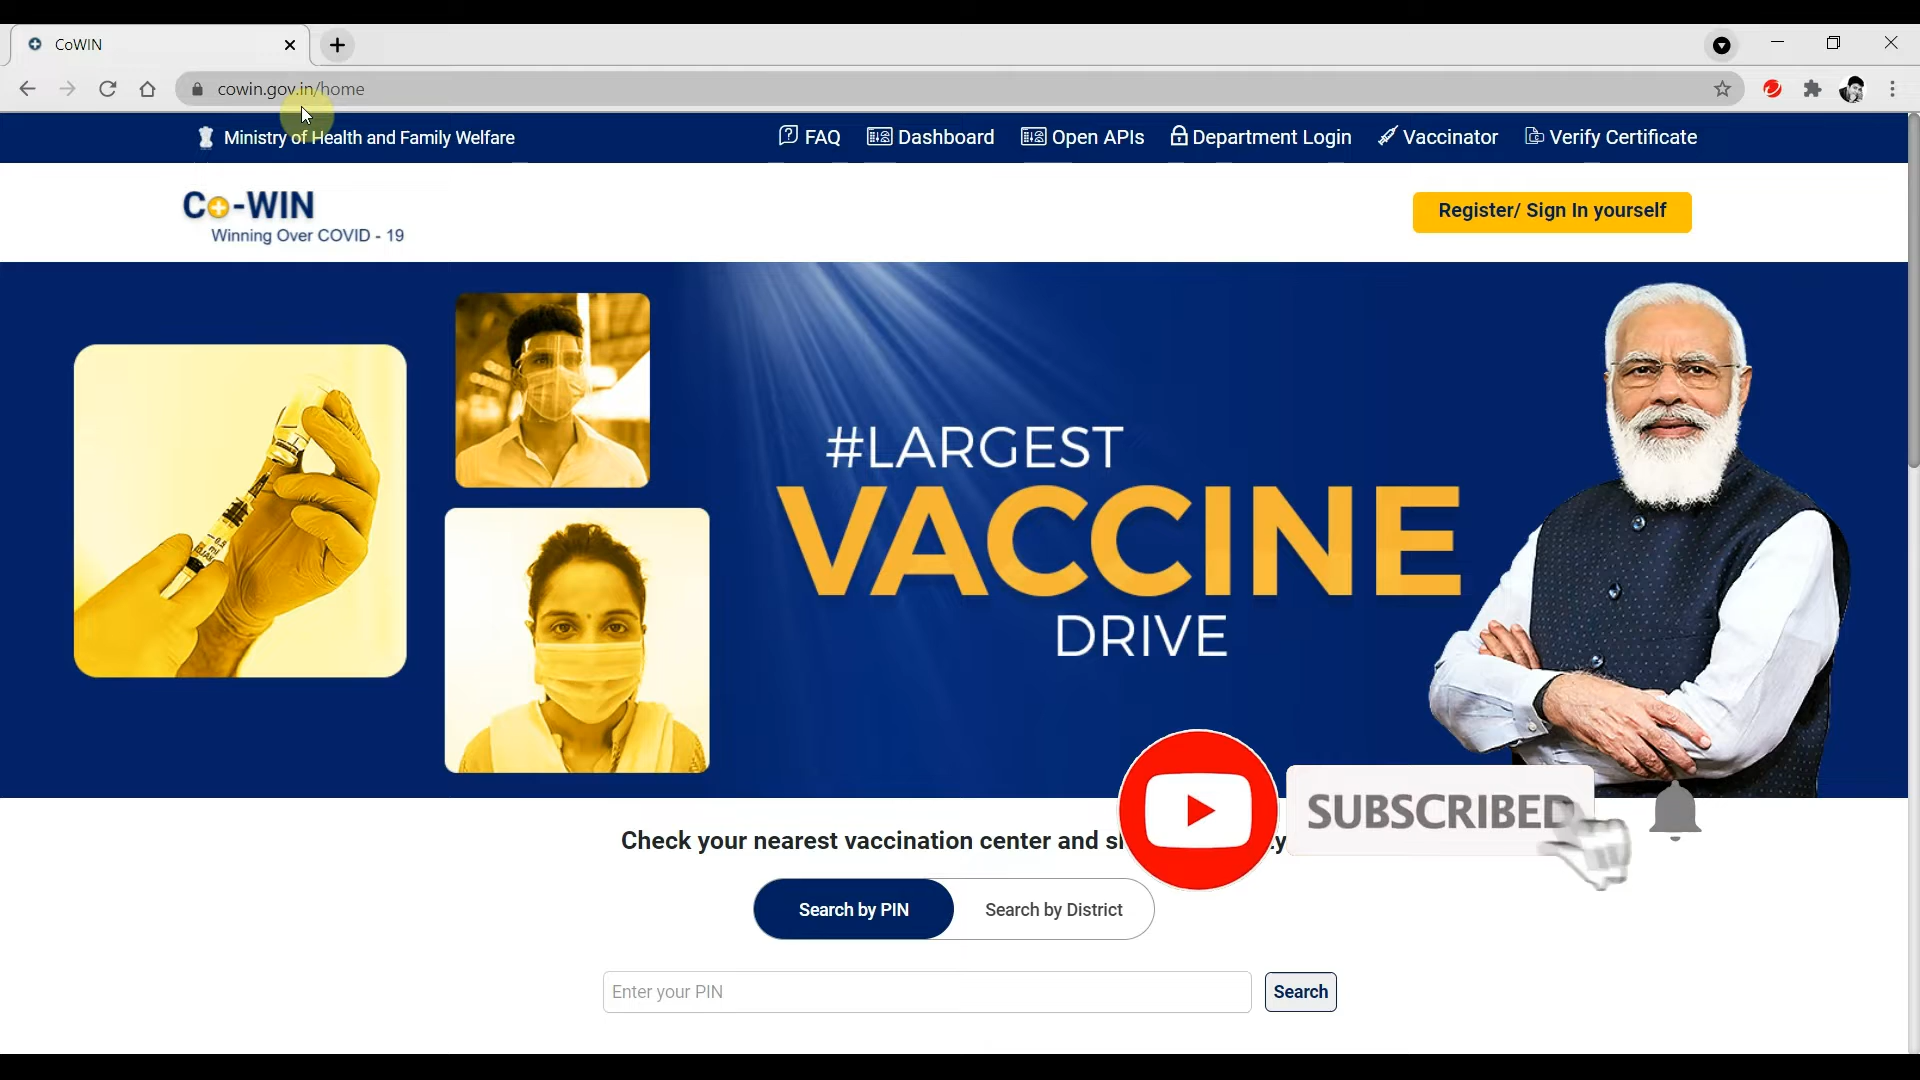 CoWIN
cowin.gov.in/home
Ministry of Health and Family Welfare
FAQ
Dashboard
Open APIs
Department Login
Vaccinator
Verify Certificate
Co-WIN
Winning Over COVID - 19
Register/ Sign In yourself
#LARGEST
VACCINE
DRIVE
SUBSCRIBED
Check your nearest vaccination center and
Search by PIN
Search by District
Enter your PIN
Search